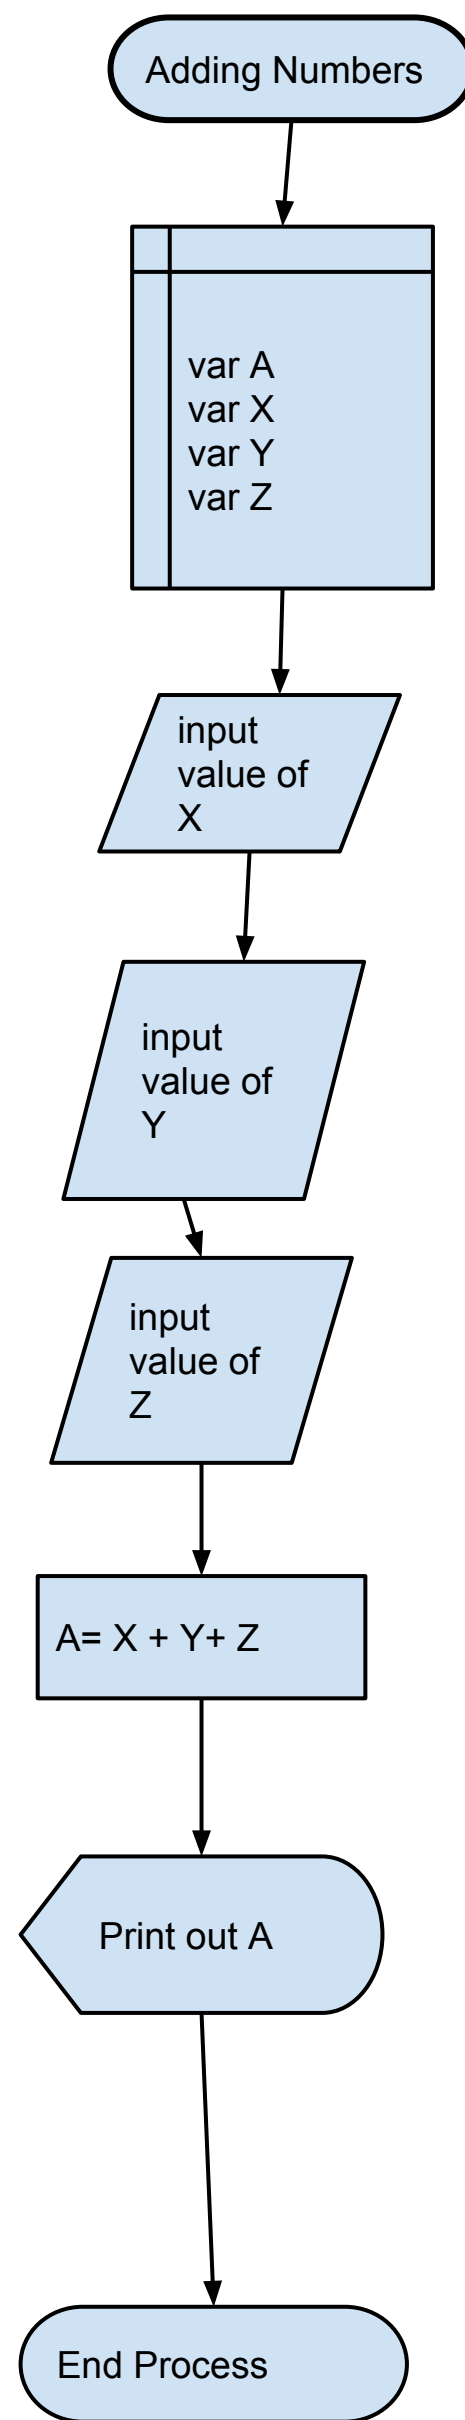 Adding Numbers
var A
var X
var Y
var Z
input
value of
X
input
value of
Y
input
value of
Z
A= X + Y+ Z
Print out A
End Process